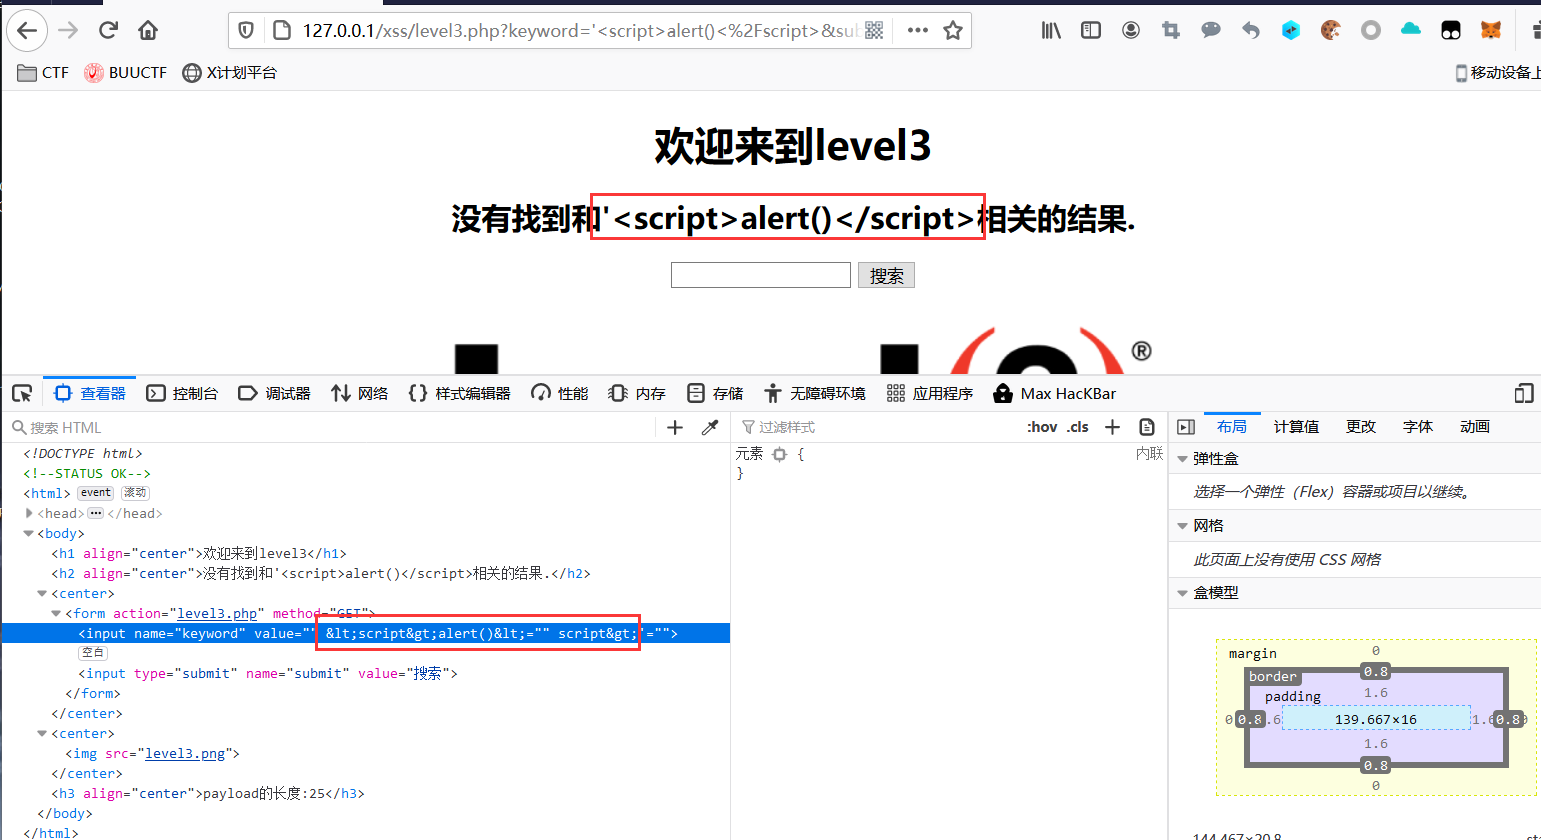 127.0.0.1/xss/level3.php?keyword='<script>alert()<%2Fscript>&sub
CTF
BUUCTF
X计划平台
移动设备上
欢迎来到level3
没有找到和'<script>alert()</script>相关的结果.
搜索
®
查看器
控制台
调试器
网络
{} 样式编辑器
性能
内存
存储
无障碍环境
应用程序
Max HacKBar
搜索 HTML
+
<!DOCTYPE html>
<!--STATUS OK-->
<html> event 滚动
<head>•••</head>
<body>
<h1 align="center">欢迎来到level3</h1>
<h2 align="center">没有找到和'<script>alert()</script>相关的结果.</h2>
<center>
<form action="level3.php" method="GET">
<input name="keyword" value="" &lt;script&gt;alert()&lt;="" script&gt;'="">
空白
<input type="submit" name="submit" value="搜索">
</form>
</center>
<center>
<img src="level3.png">
</center>
<h3 align="center">payload的长度:25</h3>
</body>
</html>
过滤样式
:hov .cls +
元素 {
内联
}
布局
计算值
更改
字体
动画
弹性盒
选择一个弹性（Flex）容器或项目以继续。
网格
此页面上没有使用 CSS 网格
盒模型
margin 0
border 0.8
padding 1.6
0 0.8 1.6 139.667×16 1.6 0.8 0
1.6
0.8
0
144.467×20.8